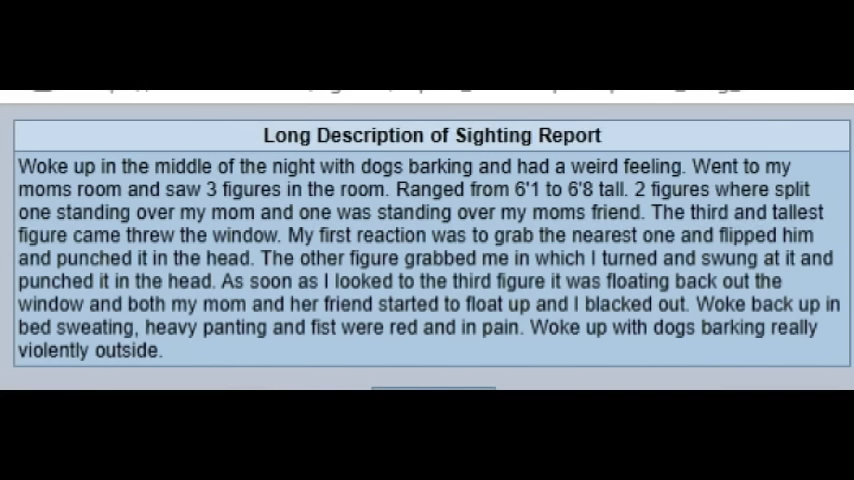 Long Description of Sighting Report
Woke up in the middle of the night with dogs barking and had a weird feeling. Went to my
moms room and saw 3 figures in the room. Ranged from 6'1 to 6'8 tall. 2 figures where split
one standing over my mom and one was standing over my moms friend. The third and tallest
figure came threw the window. My first reaction was to grab the nearest one and flipped him
and punched it in the head. The other figure grabbed me in which I turned and swung at it and
punched it in the head. As soon as I looked to the third figure it was floating back out the
window and both my mom and her friend started to float up and I blacked out. Woke back up in
bed sweating, heavy panting and fist were red and in pain. Woke up with dogs barking really
violently outside.